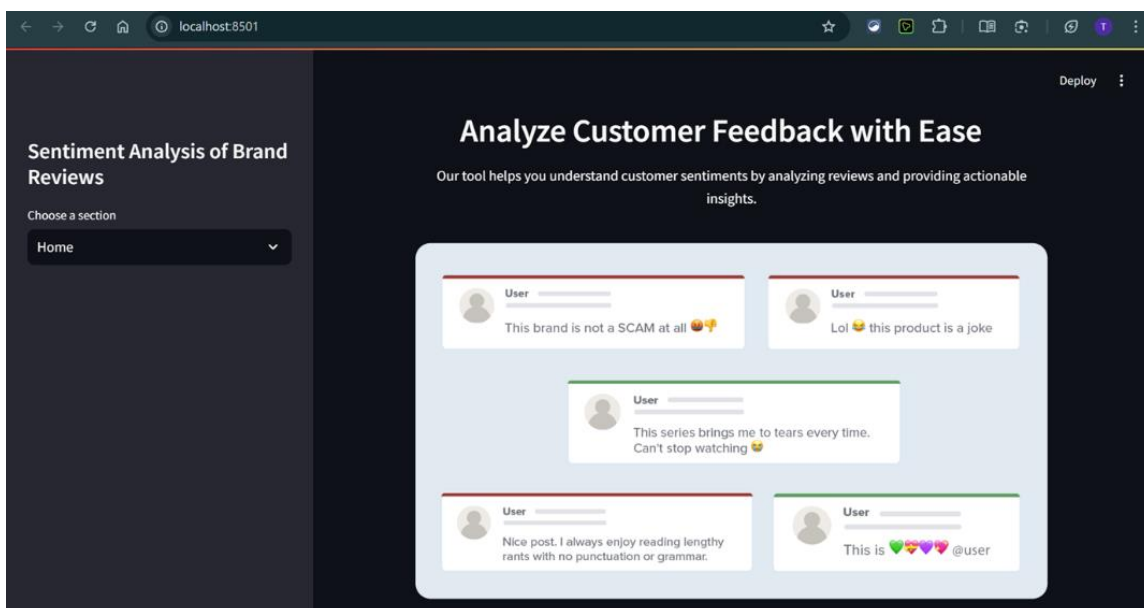 localhost:8501
T
Deploy
Sentiment Analysis of Brand
Reviews
Choose a section
Home
Analyze Customer Feedback with Ease
Our tool helps you understand customer sentiments by analyzing reviews and providing actionable
insights.
User
This brand is not a SCAM at all 🤬👎
User
Lol 😂 this product is a joke
User
This series brings me to tears every time.
Can't stop watching 😂
User
Nice post. I always enjoy reading lengthy
rants with no punctuation or grammar.
User
This is 💚💝💜💖 @user